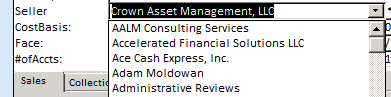 Seller Crown Asset Management, LLC
CostBasis: AALM Consulting Services
Face: Accelerated Financial Solutions LLC
#ofAccts: Ace Cash Express, Inc.
Adam Moldowan
Sales Collection Administrative Reviews